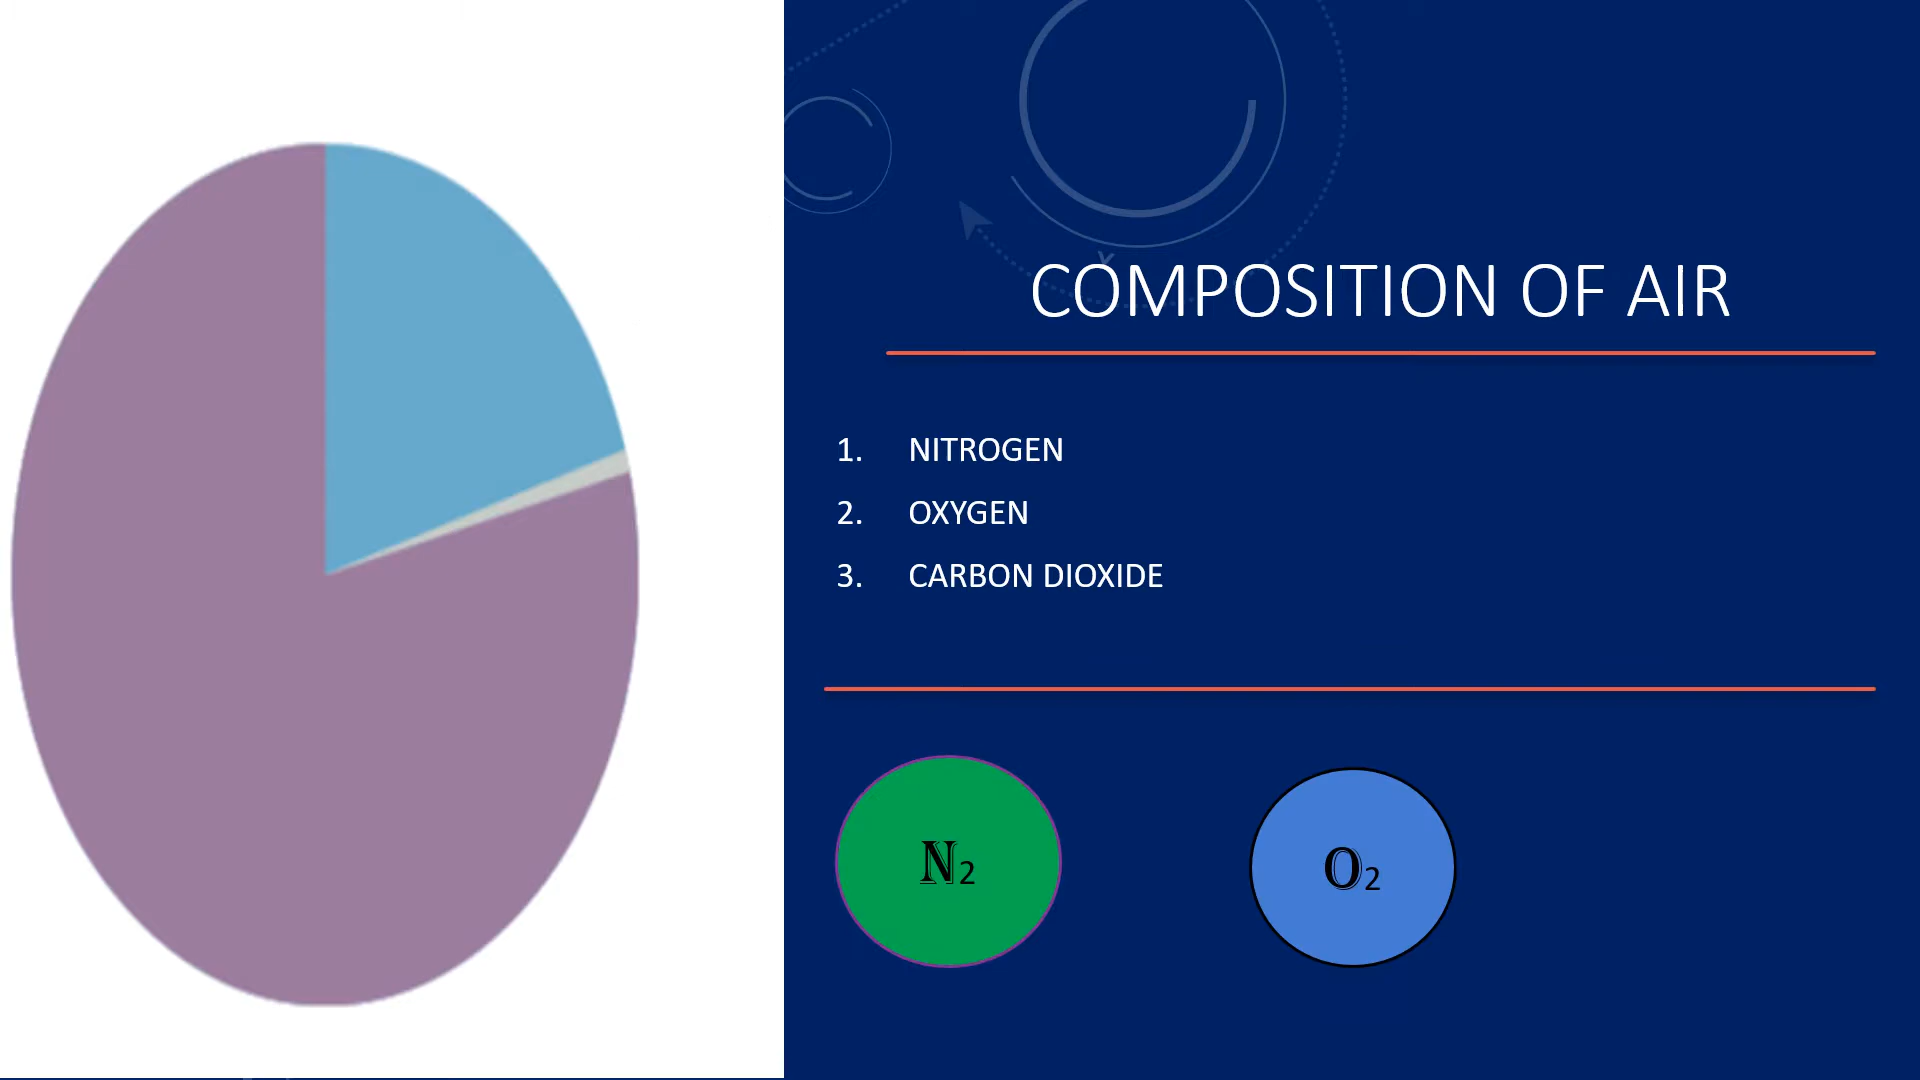 COMPOSITION OF AIR
1. NITROGEN
2. OXYGEN
3. CARBON DIOXIDE
N2
O2